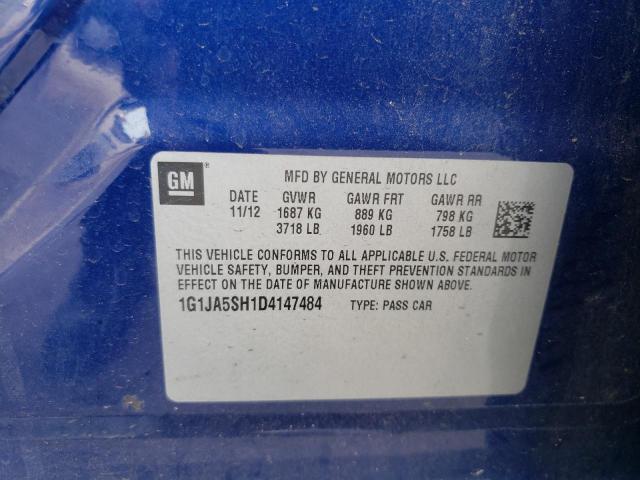 GM ®
MFD BY GENERAL MOTORS LLC
DATE GVWR GAWR FRT GAWR RR
11/12 1687 KG 889 KG 798 KG
3718 LB 1960 LB 1758 LB
THIS VEHICLE CONFORMS TO ALL APPLICABLE U.S. FEDERAL MOTOR
VEHICLE SAFETY, BUMPER, AND THEFT PREVENTION STANDARDS IN
EFFECT ON THE DATE OF MANUFACTURE SHOWN ABOVE.
1G1JA5SH1D4147484 TYPE: PASS CAR